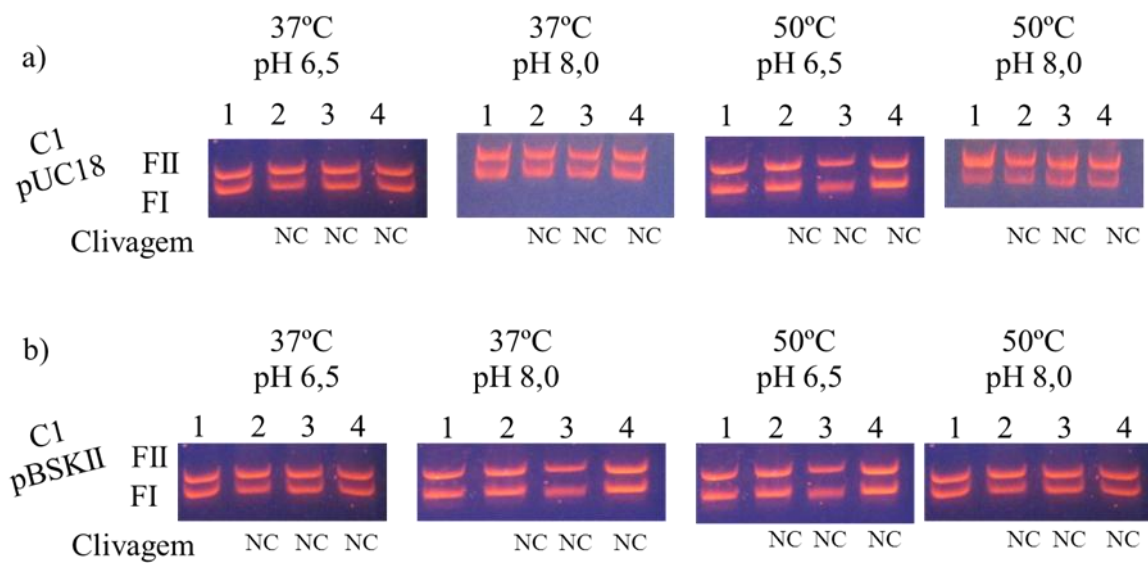 a)
37ºC 37ºC 50ºC 50ºC
pH 6,5 pH 8,0 pH 6,5 pH 8,0
1 2 3 4 1 2 3 4 1 2 3 4 1 2 3 4
C1
pUC18
FII
FI
Clivagem NC NC NC NC NC NC NC NC NC NC NC NC
b)
37ºC 37ºC 50ºC 50ºC
pH 6,5 pH 8,0 pH 6,5 pH 8,0
1 2 3 4 1 2 3 4 1 2 3 4 1 2 3 4
C1
pBSKII
FII
FI
Clivagem NC NC NC NC NC NC NC NC NC NC NC NC